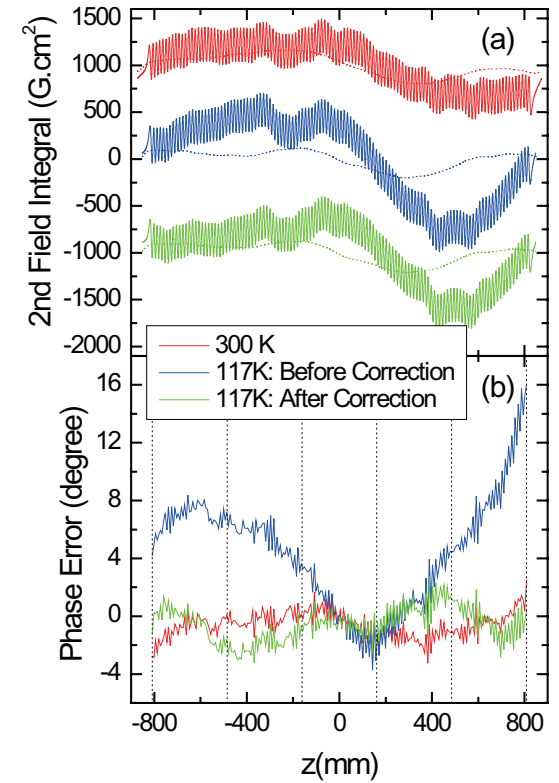 1500
(a)
1000
500
0
-500
-1000
-1500
-2000
2nd Field Integral (G.cm²)
300 K
117K: Before Correction
117K: After Correction
16
(b)
12
8
4
0
-4
Phase Error (degree)
-800 -400 0 400 800
z(mm)